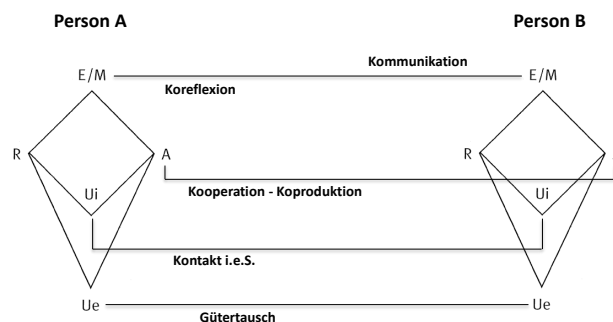 Person A Person B
Kommunikation
E/M E/M
Koreflexion
R A R
Ui Ui
Kooperation - Koproduktion
Kontakt i.e.S.
Ue Ue
Gütertausch